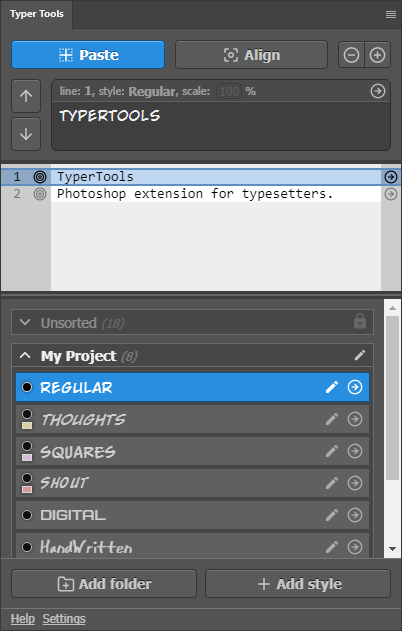 Typer Tools
Paste
Align
line: 1, style: Regular, scale: 100 %
TYPERTOOLS
1 TyperTools
2 Photoshop extension for typesetters.
Unsorted (18)
My Project (8)
REGULAR
THOUGHTS
SQUARES
SHOUT
DIGITAL
HandWritten
Add folder
Add style
Help Settings